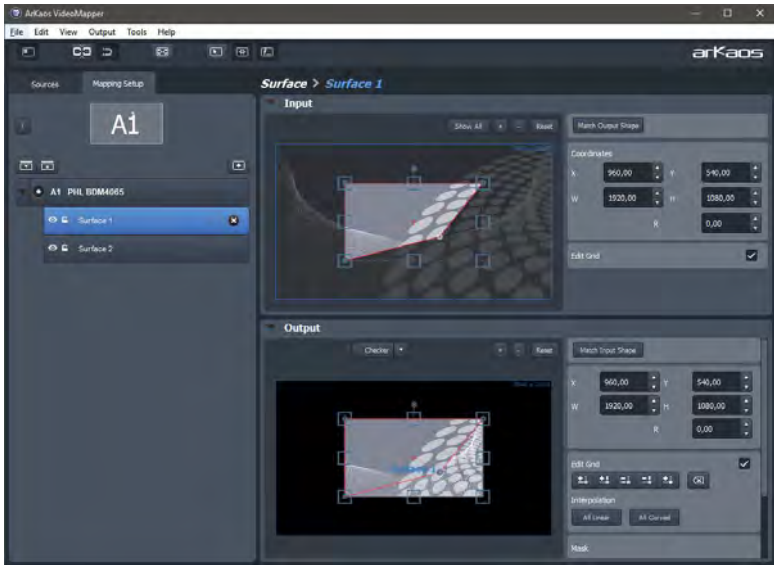 ArKaos VideoMapper
File Edit View Output Tools Help
arKaos
Sources Mapping Setup
Surface > Surface 1
A1
A1 PHL BDM4065
Surface 1
Surface 2
Input
Show All + - Reset
Match Output Shape
Coordinates
X 960,00 Y 540,00
W 1920,00 H 1080,00
R 0,00
Edit Grid
Output
Checker + - Reset
Match Input Shape
X 960,00 Y 540,00
W 1920,00 H 1080,00
R 0,00
Edit Grid
Interpolation
All Linear All Curved
Mask